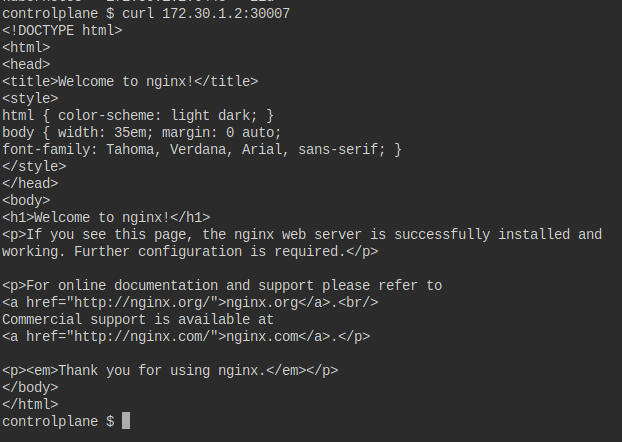 controlplane $ curl 172.30.1.2:30007
<!DOCTYPE html>
<html>
<head>
<title>Welcome to nginx!</title>
<style>
html { color-scheme: light dark; }
body { width: 35em; margin: 0 auto;
font-family: Tahoma, Verdana, Arial, sans-serif; }
</style>
</head>
<body>
<h1>Welcome to nginx!</h1>
<p>If you see this page, the nginx web server is successfully installed and
working. Further configuration is required.</p>

<p>For online documentation and support please refer to
<a href="http://nginx.org/">nginx.org</a>.<br/>
Commercial support is available at
<a href="http://nginx.com/">nginx.com</a>.</p>

<p><em>Thank you for using nginx.</em></p>
</body>
</html>
controlplane $